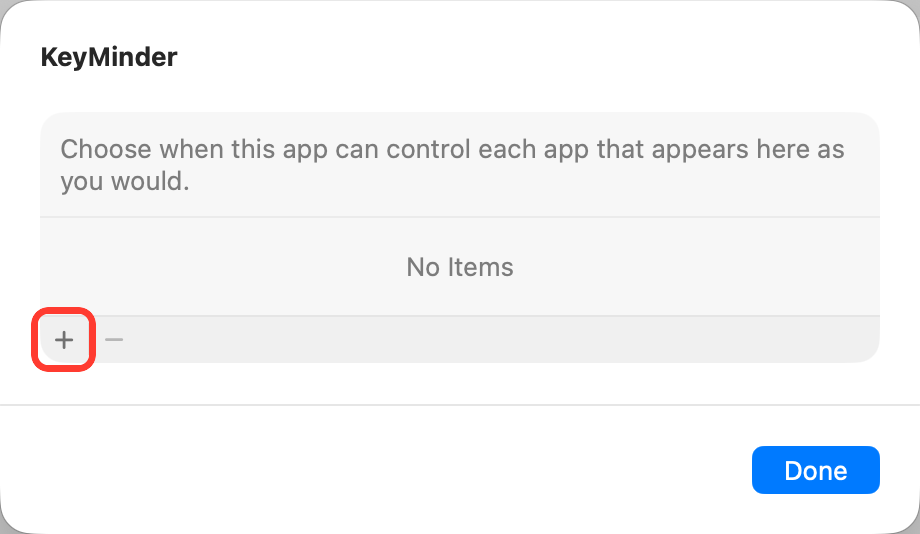 KeyMinder
Choose when this app can control each app that appears here as
you would.
No Items
+ −
Done